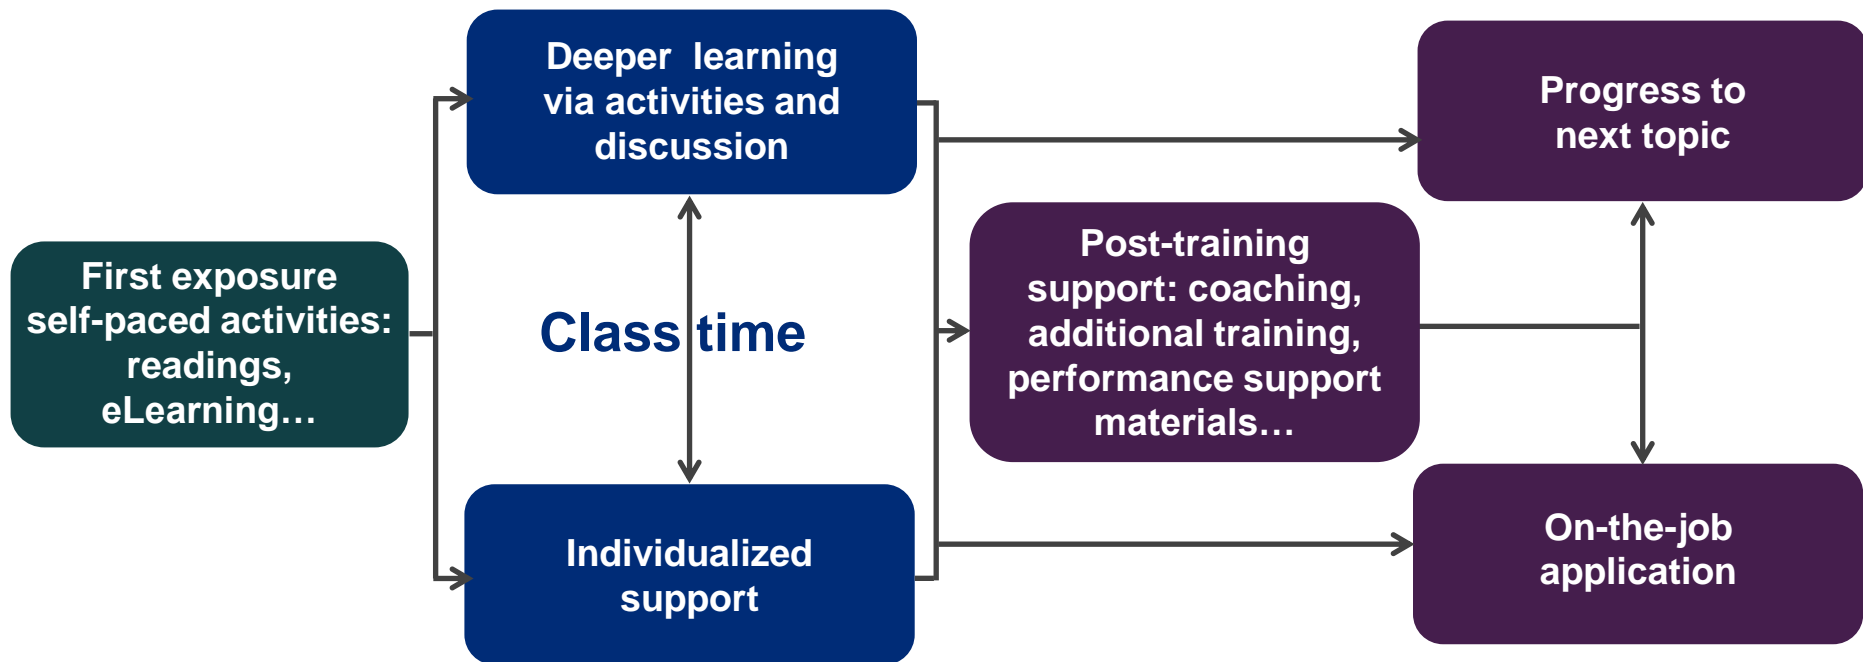 First exposure
self-paced activities:
readings,
eLearning…
Deeper  learning
via activities and
discussion
Class time
Individualized
support
Post-training
support: coaching,
additional training,
performance support
materials…
Progress to
next topic
On-the-job
application